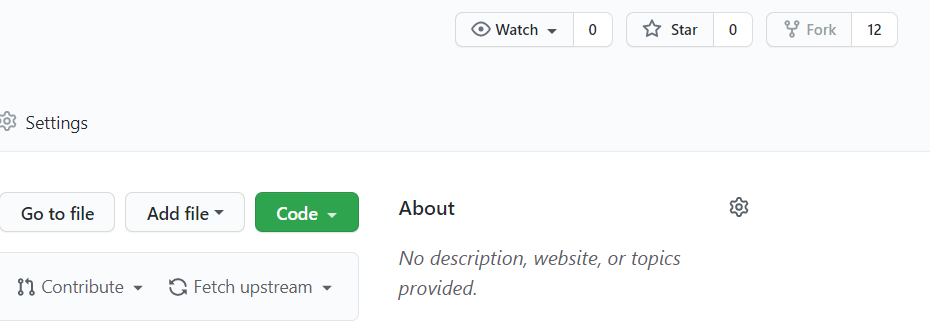 Watch 0 Star 0 Fork 12
Settings
Go to file Add file Code About
No description, website, or topics
Contribute Fetch upstream provided.